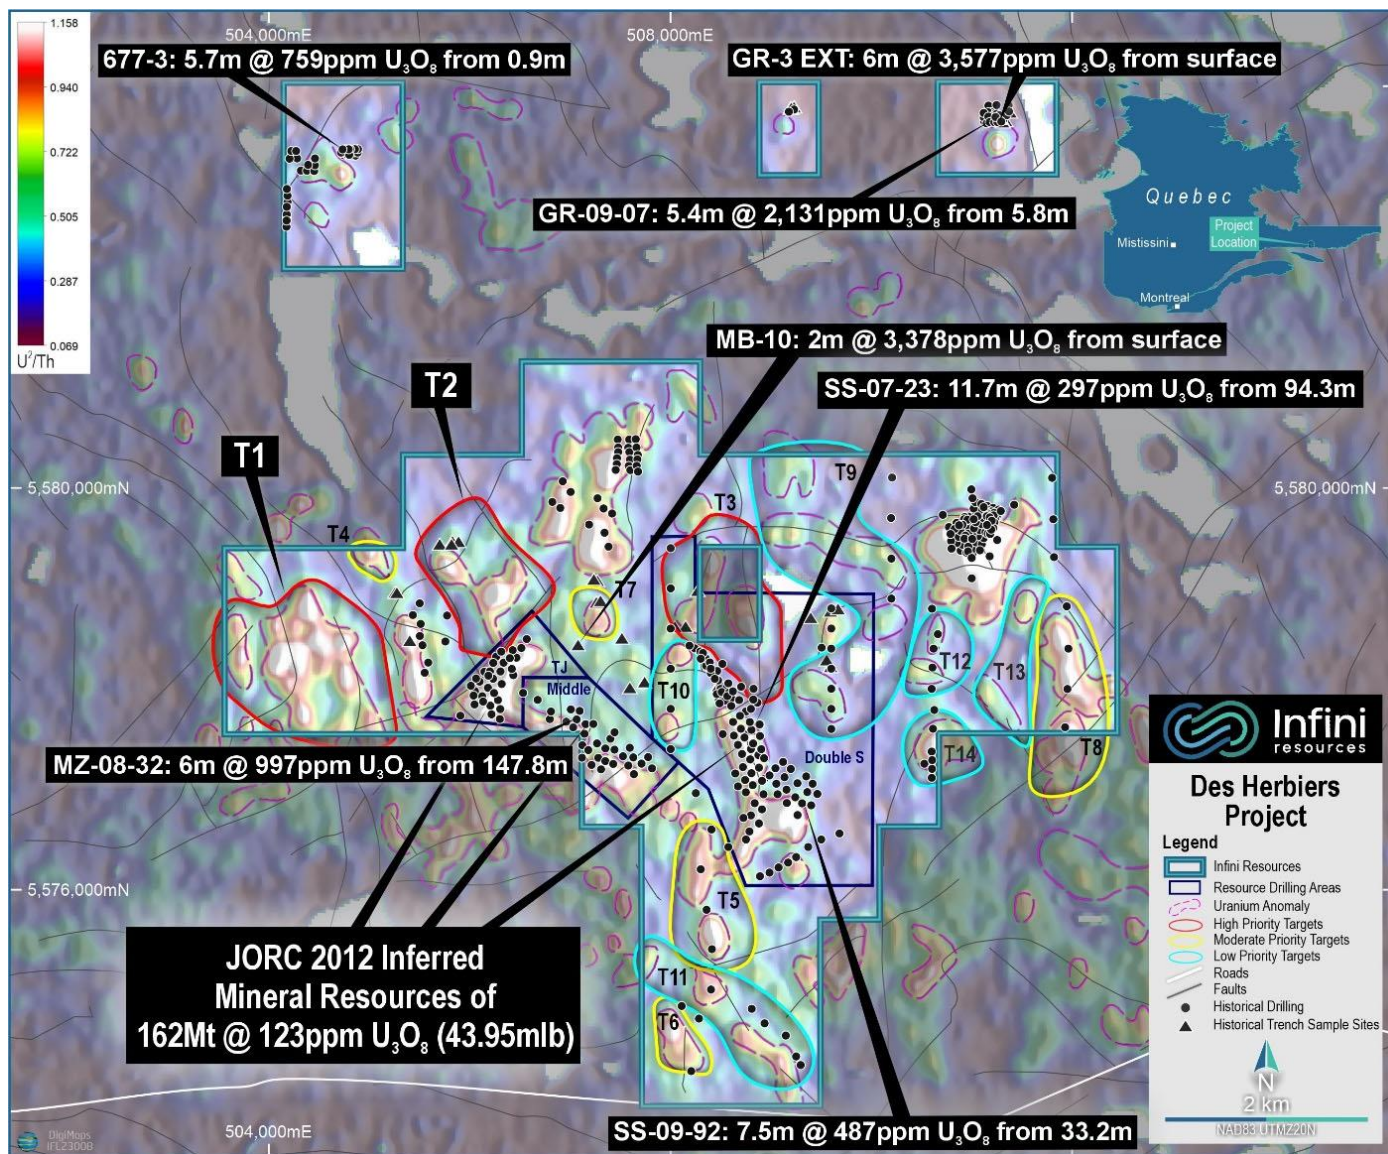 1.158
0.940
0.722
0.505
0.287
0.069
U²/Th
504,000mE
508,000mE
677-3: 5.7m @ 759ppm U₃O₈ from 0.9m
GR-3 EXT: 6m @ 3,577ppm U₃O₈ from surface
GR-09-07: 5.4m @ 2,131ppm U₃O₈ from 5.8m
Quebec
Project
Location
Mistissini
Montreal
MB-10: 2m @ 3,378ppm U₃O₈ from surface
SS-07-23: 11.7m @ 297ppm U₃O₈ from 94.3m
T2
T1
5,580,000mN
5,580,000mN
T9
T3
T4
T7
TJ
Middle
T10
T12
T13
T8
T14
Double S
MZ-08-32: 6m @ 997ppm U₃O₈ from 147.8m
5,576,000mN
T5
T11
T6
JORC 2012 Inferred
Mineral Resources of
162Mt @ 123ppm U₃O₈ (43.95mlb)
SS-09-92: 7.5m @ 487ppm U₃O₈ from 33.2m
504,000mE
DigiMaps
IFL23008
Infini
resources
Des Herbiers
Project
Legend
Infini Resources
Resource Drilling Areas
Uranium Anomaly
High Priority Targets
Moderate Priority Targets
Low Priority Targets
Roads
Faults
Historical Drilling
Historical Trench Sample Sites
N
2 km
NAD83 UTMZ20N